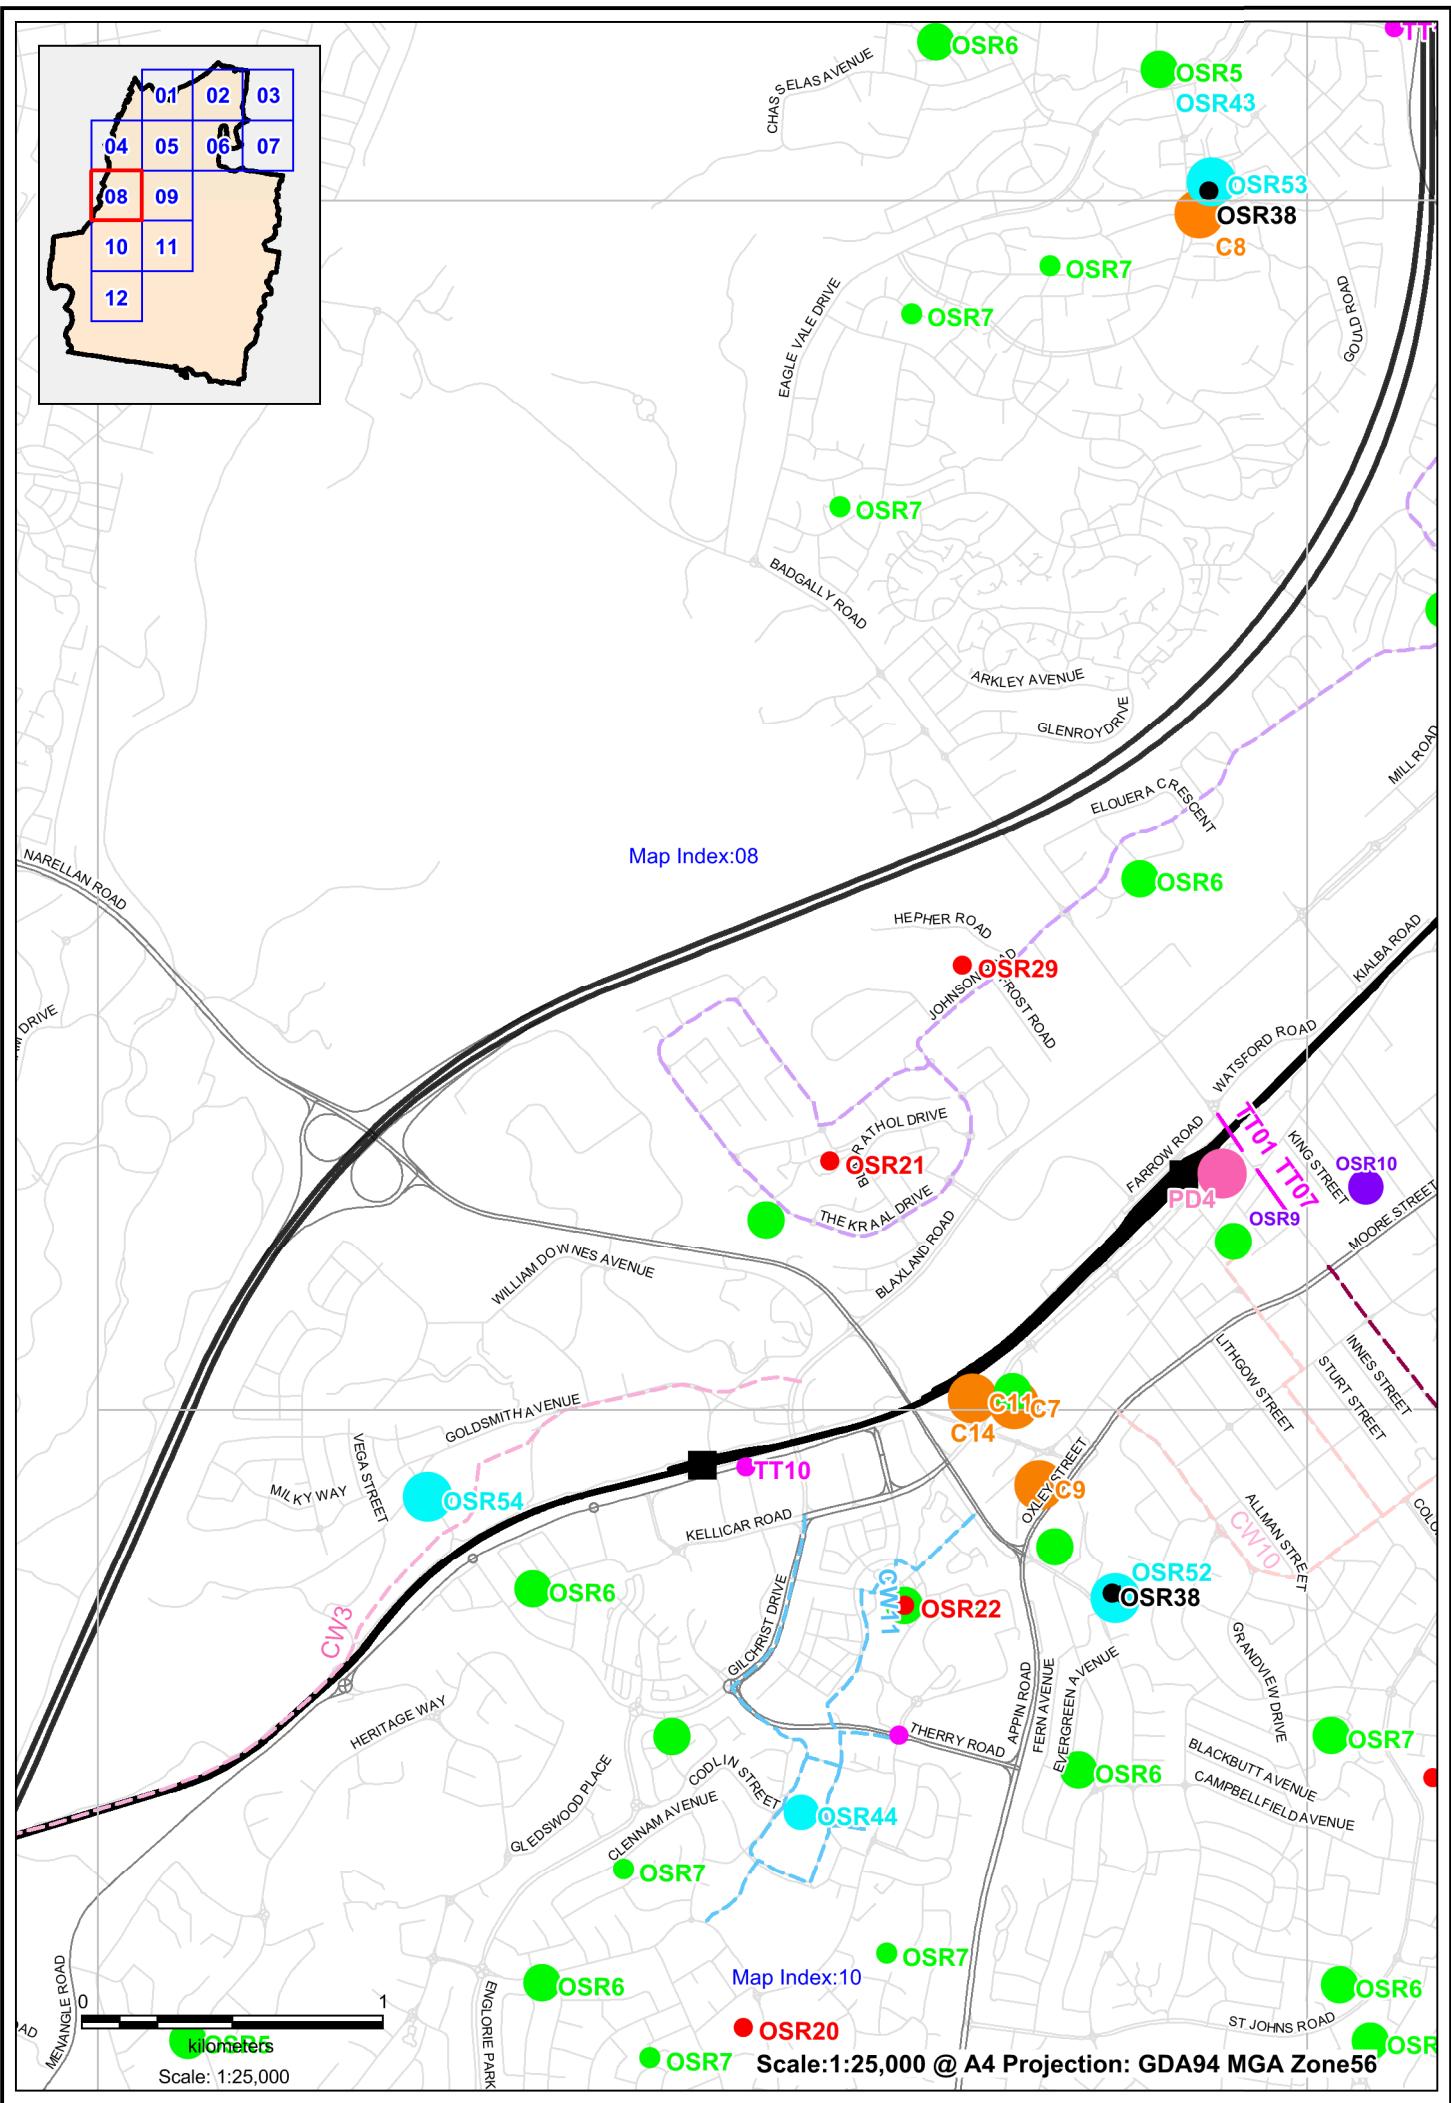 OSR6
CHASSELAS AVENUE
OSR5
OSR43
01
02
03
04
05
06
07
08
09
10
11
12
OSR53
OSR38
C8
OSR7
OSR7
GOULD ROAD
EAGLE VALE DRIVE
OSR7
BADGALLY ROAD
ARKLEY AVENUE
GLENROY DRIVE
MILL ROAD
ELOUERA CRESCENT
Map Index:08
NARELLAN ROAD
OSR6
HEPHER ROAD
KIALBA ROAD
OSR29
JOHNSON ROAD
FROST ROAD
DRIVE
WATSFORD ROAD
FARROW ROAD
TT01
TT07
KING STREET
OSR10
PD4
OSR9
MOORE STREET
RATHOL DRIVE
OSR21
THE KRAAL DRIVE
BLAXLAND ROAD
WILLIAM DOWNES AVENUE
LITHGOW STREET
INNES STREET
STURT STREET
GOLDSMITH AVENUE
C11
C7
C14
VEGA STREET
MILKY WAY
OSR54
TT10
C9
OXLEY STREET
KELLICAR ROAD
ALLMAN STREET
CW10
CW3
OSR6
GILCHRIST DRIVE
CW11
OSR22
OSR52
OSR38
GRANDVIEW DRIVE
HERITAGE WAY
APPIN ROAD
FERN AVENUE
EVERGREEN AVENUE
THERRY ROAD
OSR7
BLACKBUTT AVENUE
CAMPBELLFIELD AVENUE
OSR6
GLEDSWOOD PLACE
CODLIN STREET
CLENNAM AVENUE
OSR44
OSR7
OSR7
Map Index:10
OSR6
OSR6
MENANGLE ROAD
ENGLORIE PARK
ST JOHNS ROAD
OSR20
OSR7
OSR5
OSR
0 1
kilometers
Scale: 1:25,000
Scale:1:25,000 @ A4 Projection: GDA94 MGA Zone56